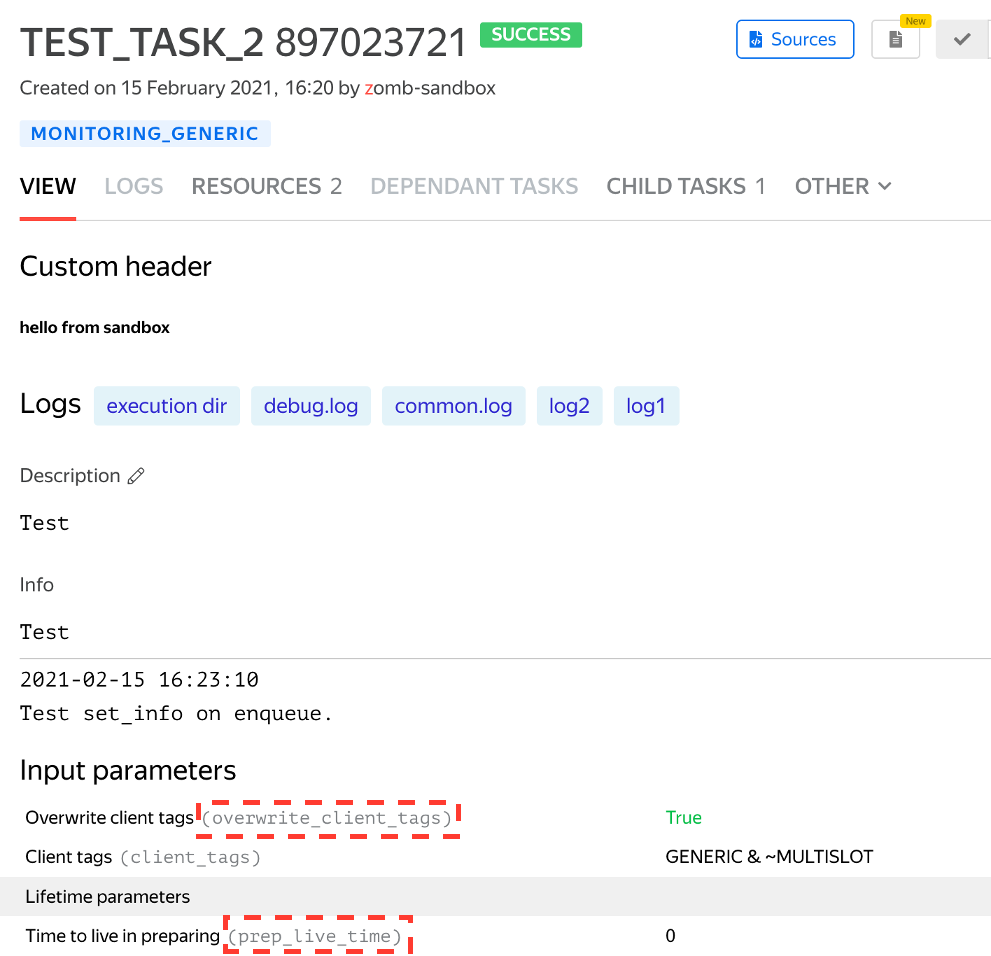 TEST_TASK_2 897023721 SUCCESS Sources New
Created on 15 February 2021, 16:20 by zomb-sandbox
MONITORING_GENERIC
VIEW LOGS RESOURCES 2 DEPENDANT TASKS CHILD TASKS 1 OTHER
Custom header
hello from sandbox
Logs execution dir debug.log common.log log2 log1
Description
Test
Info
Test
2021-02-15 16:23:10
Test set_info on enqueue.
Input parameters
Overwrite client tags (overwrite_client_tags) True
Client tags (client_tags) GENERIC & ~MULTISLOT
Lifetime parameters
Time to live in preparing (prep_live_time) 0